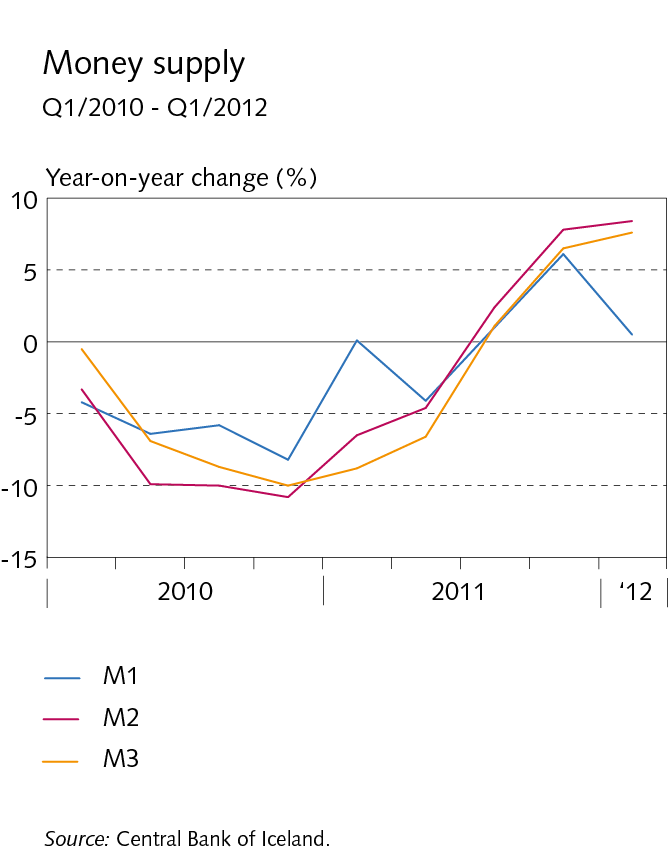 Money supply
Q1/2010 - Q1/2012
Year-on-year change (%)
10
5
0
-5
-10
-15
2010 2011 ‘12
M1
M2
M3
Source: Central Bank of Iceland.